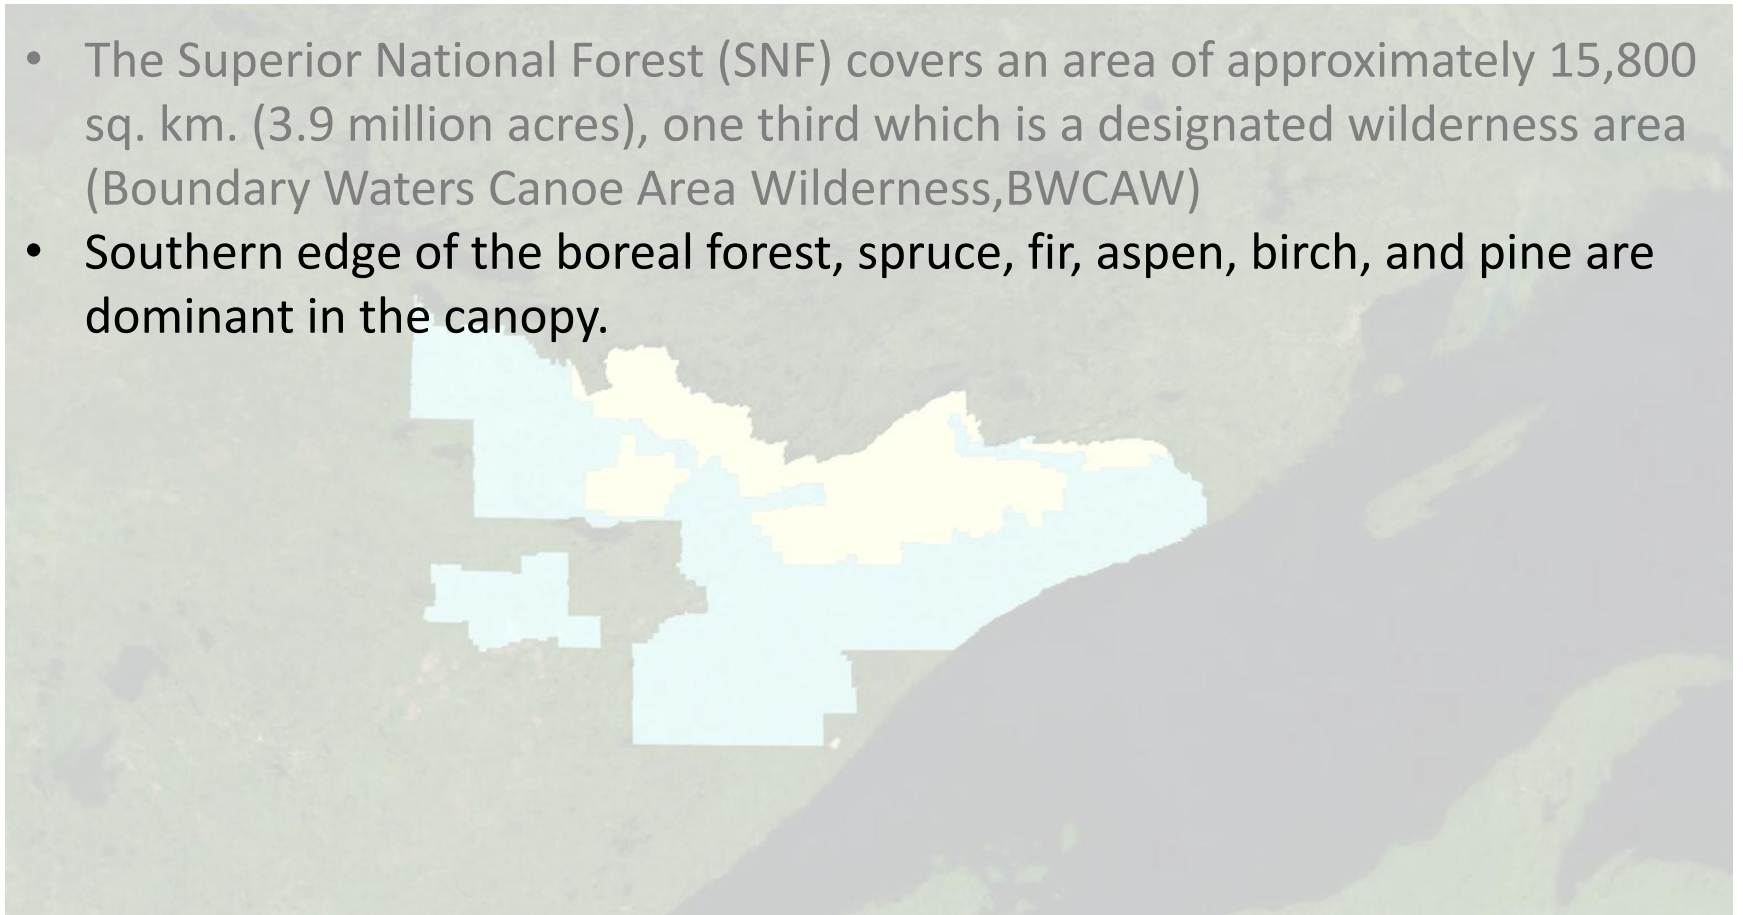 • The Superior National Forest (SNF) covers an area of approximately 15,800
sq. km. (3.9 million acres), one third which is a designated wilderness area
(Boundary Waters Canoe Area Wilderness,BWCAW)
• Southern edge of the boreal forest, spruce, fir, aspen, birch, and pine are
dominant in the canopy.